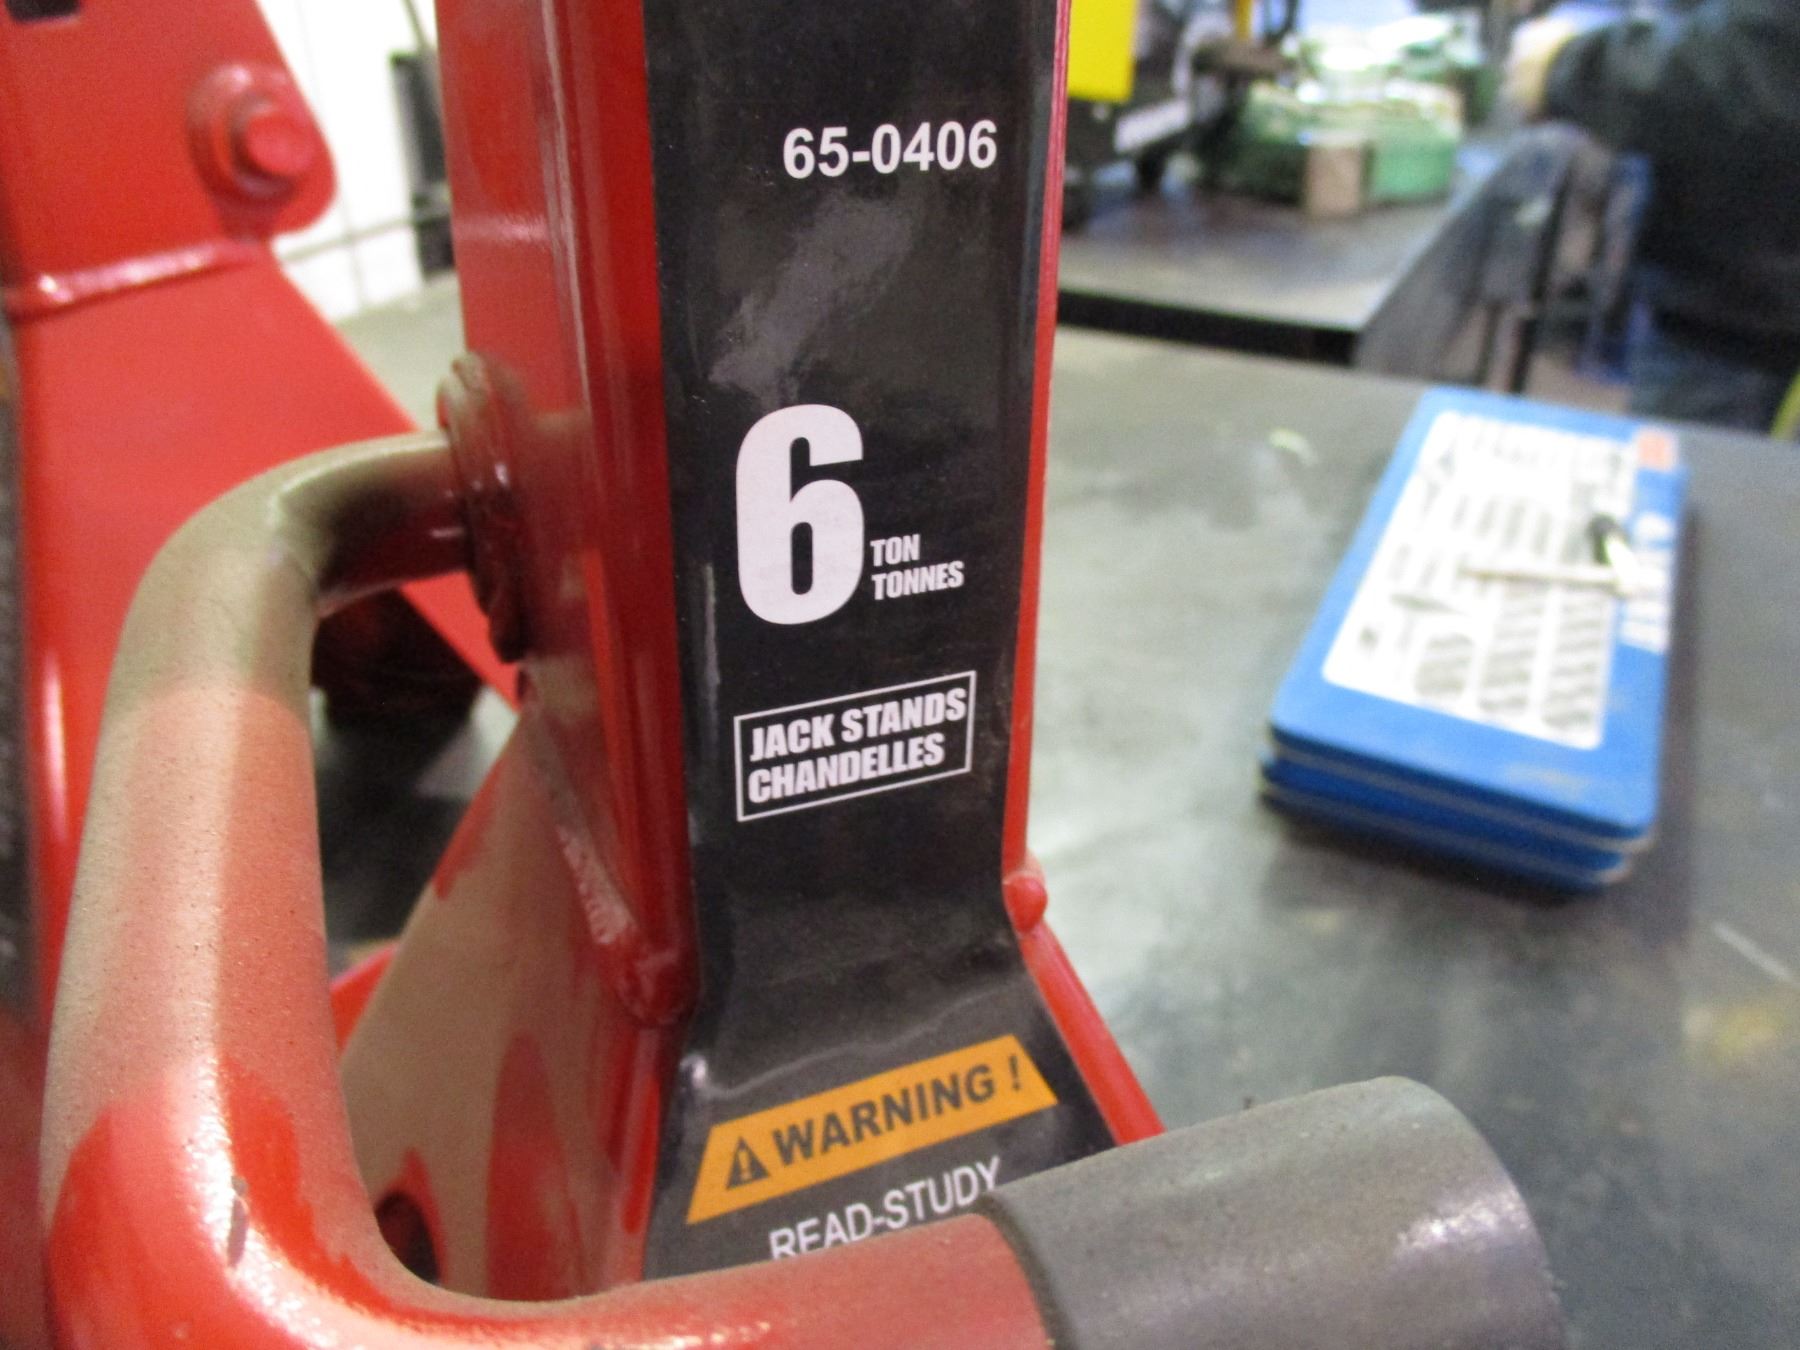 65-0406
6 TON
TONNES
JACK STANDS
CHANDELLES
WARNING !
READ-STUDY